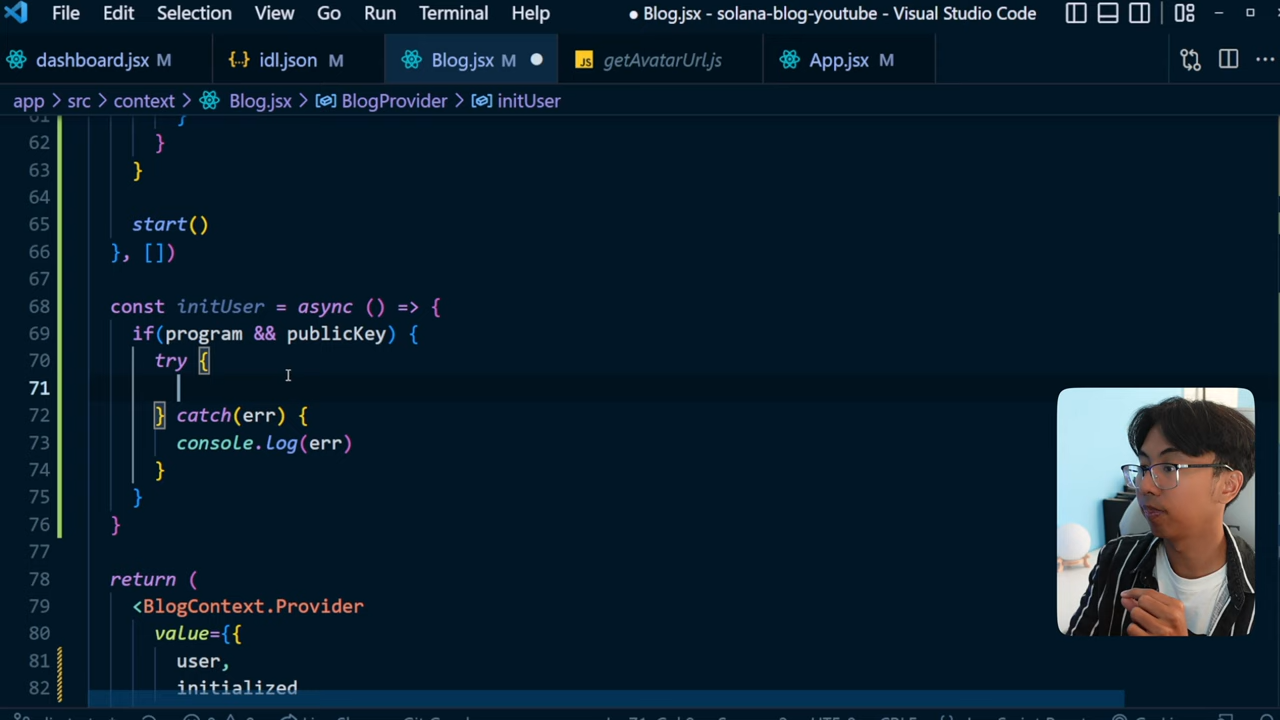 File Edit Selection View Go Run Terminal Help ● Blog.jsx - solana-blog-youtube - Visual Studio Code
dashboard.jsx M {..} idl.json M Blog.jsx M JS getAvatarUrl.js App.jsx M
app > src > context > Blog.jsx > BlogProvider > initUser
61 }
62 }
63 }
64
65 start()
66 }, [])
67
68 const initUser = async () => {
69 if(program && publicKey) {
70 try {
71
72 } catch(err) {
73 console.log(err)
74 }
75 }
76 }
77
78 return (
79 <BlogContext.Provider
80 value={{
81 user,
82 initialized